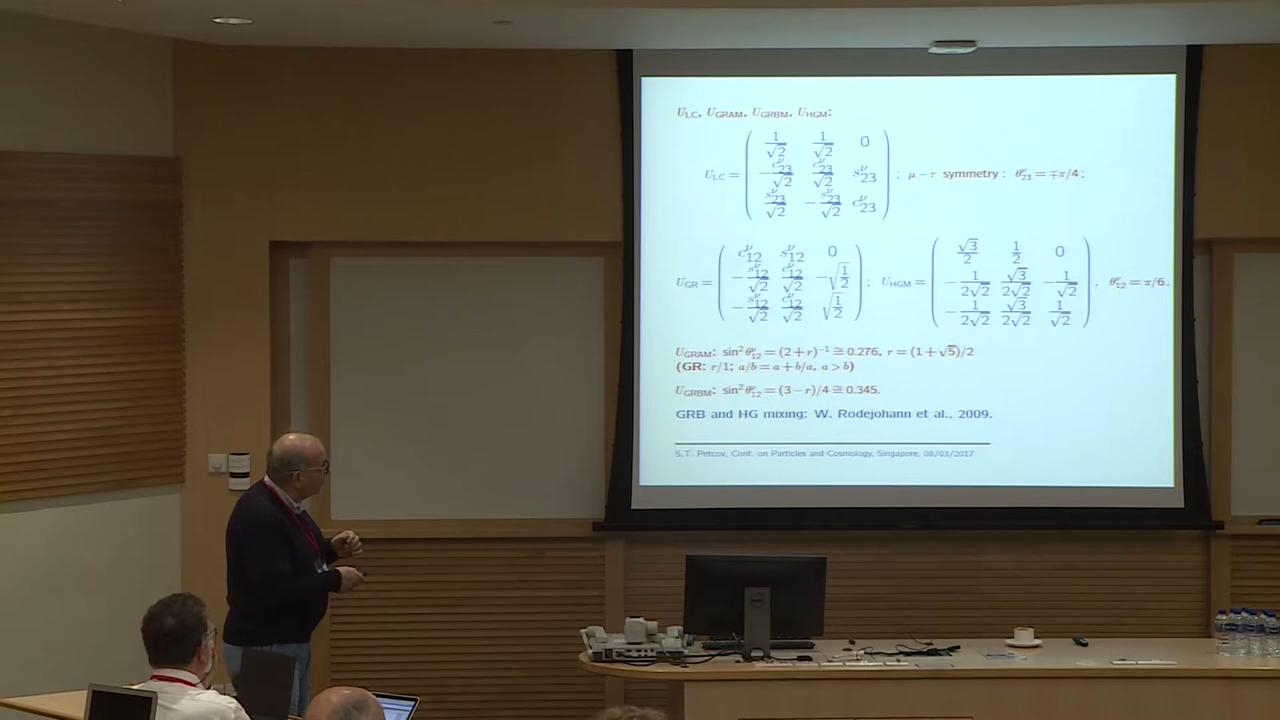 U_LC, U_GRAM, U_GRBM, U_HGM:
U_LC = ( 1/√2 1/√2 0
−c^ν_23/√2 c^ν_23/√2 s^ν_23
s^ν_23/√2 −s^ν_23/√2 c^ν_23 ) ; μ − τ symmetry : θ^ν_23 = ∓π/4;
U_GR = ( c^ν_12 s^ν_12 0
−s^ν_12/√2 c^ν_12/√2 −√(1/2)
−s^ν_12/√2 c^ν_12/√2 √(1/2) ) ; U_HGM = ( √3/2 1/2 0
−1/2√2 √3/2√2 −1/√2
−1/2√2 √3/2√2 1/√2 ) , θ^ν_12 = π/6.
U_GRAM: sin² θ^ν_12 = (2 + r)^−1 ≅ 0.276, r = (1 + √5)/2
(GR: r/1; a/b = a + b/a, a > b)
U_GRBM: sin² θ^ν_12 = (3 − r)/4 ≅ 0.345.
GRB and HG mixing: W. Rodejohann et al., 2009.
S.T. Petcov, Conf. on Particles and Cosmology, Singapore, 08/03/2017